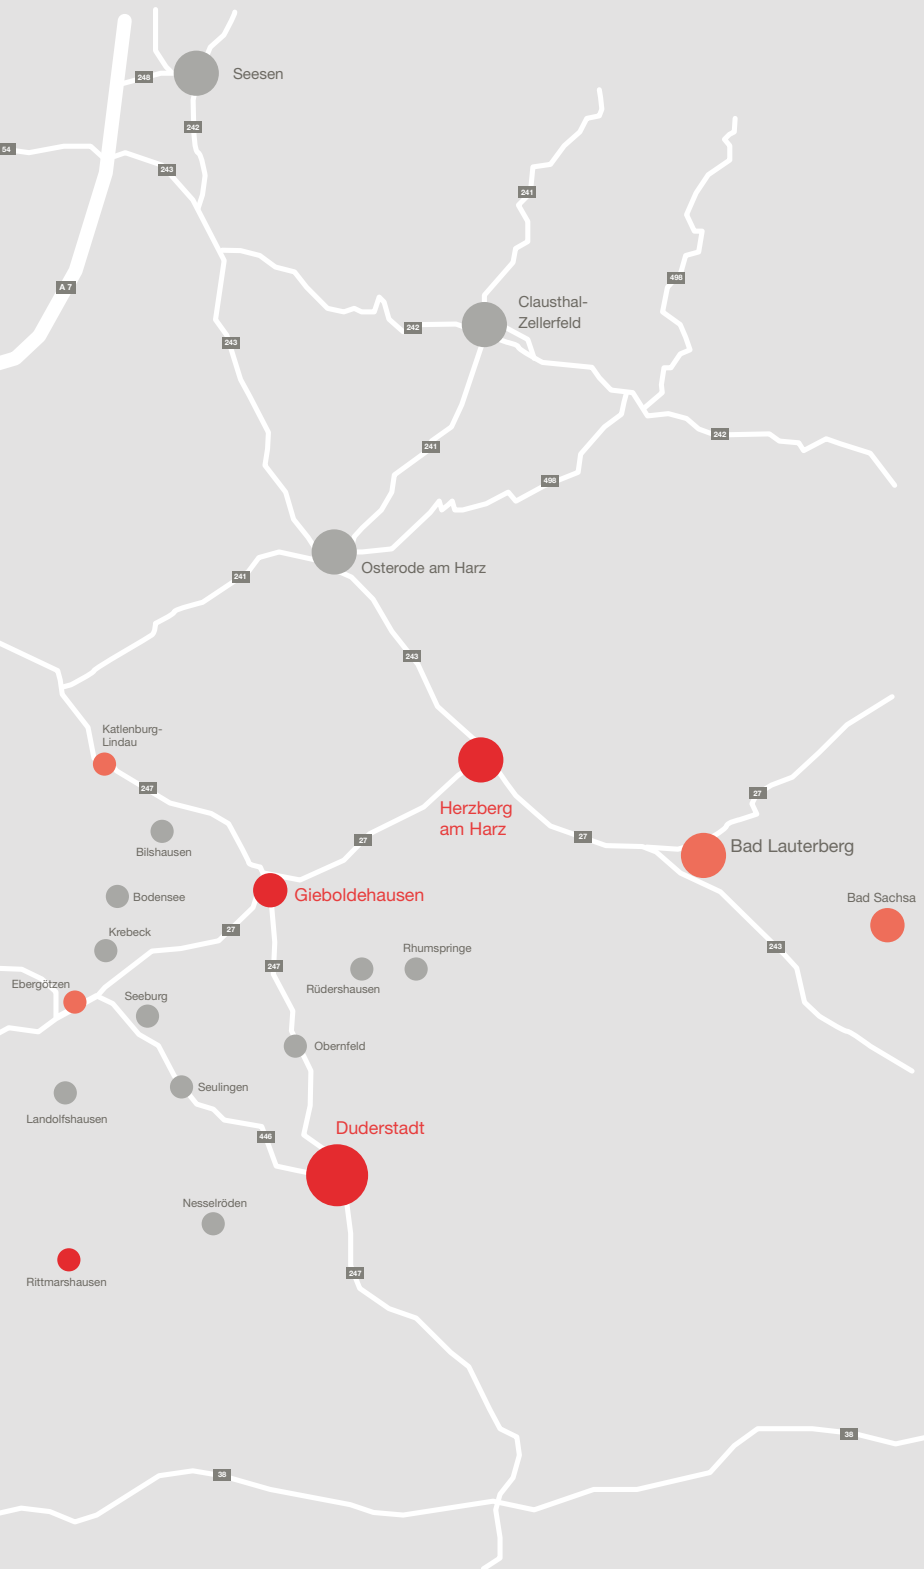 Seesen
248
242
54
243
241
498
A 7
Clausthal-
Zellerfeld
242
243
242
241
498
Osterode am Harz
241
243
Katlenburg-
Lindau
247
27
Herzberg
am Harz
27
27
Bad Lauterberg
Bilshausen
Gieboldehausen
Bodensee
Bad Sachsa
27
Krebeck
243
Rhumspringe
247
Ebergötzen
Rüdershausen
Seeburg
Obernfeld
Seulingen
Landolfshausen
446
Duderstadt
Nesselröden
Rittmarshausen
247
38
38